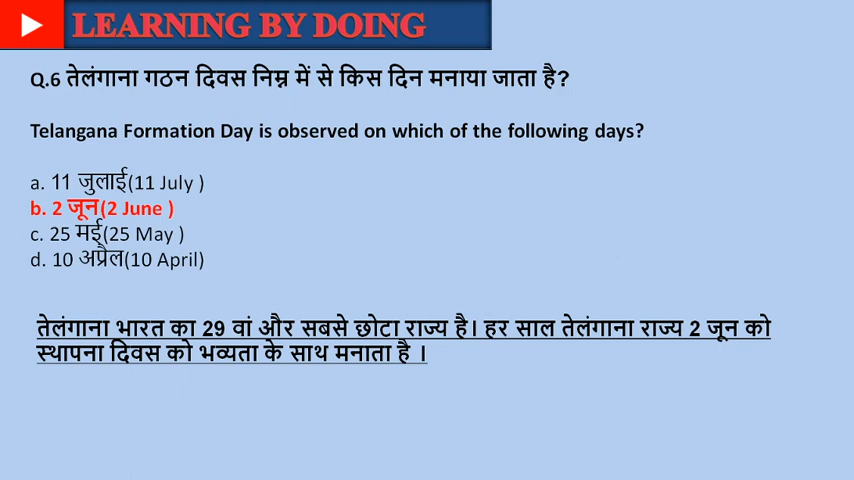 LEARNING BY DOING
Q.6 तेलंगाना गठन दिवस निम्न में से किस दिन मनाया जाता है?
Telangana Formation Day is observed on which of the following days?
a. 11 जुलाई(11 July )
b. 2 जून(2 June )
c. 25 मई(25 May )
d. 10 अप्रैल(10 April)
तेलंगाना भारत का 29 वां और सबसे छोटा राज्य है। हर साल तेलंगाना राज्य 2 जून को
स्थापना दिवस को भव्यता के साथ मनाता है ।